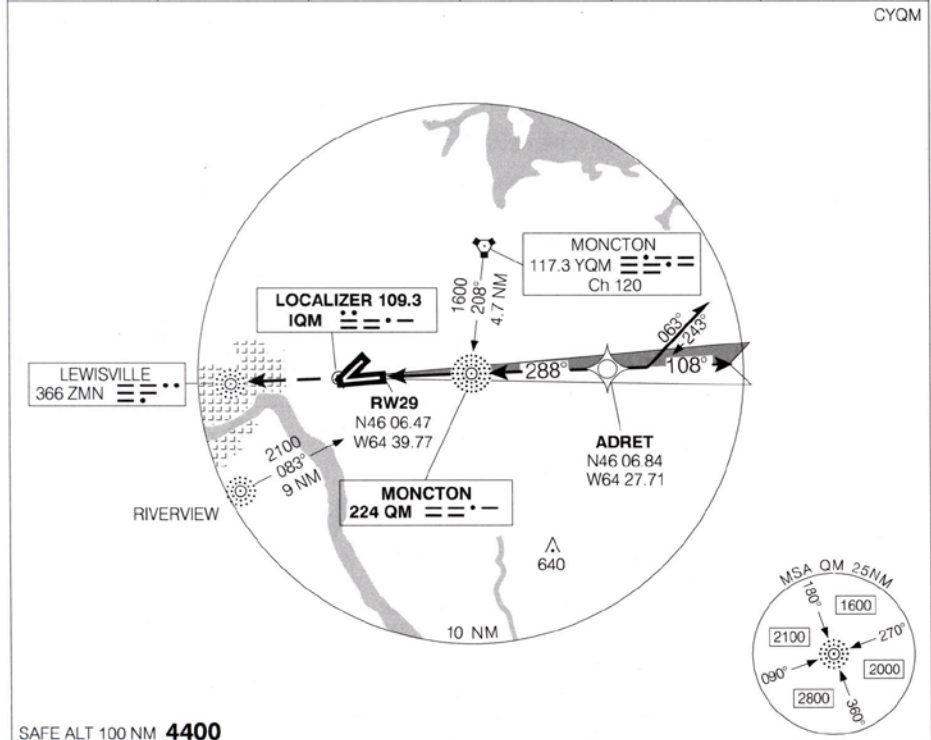 CYQM
MONCTON
117.3 YQM
Ch 120
1600
208°
4.7 NM
LOCALIZER 109.3
IQM
063°
243°
LEWISVILLE
366 ZMN
288°
108°
RW29
N46 06.47
W64 39.77
ADRET
N46 06.84
W64 27.71
2100
083°
9 NM
MONCTON
224 QM
RIVERVIEW
640
10 NM
MSA QM 25NM
180°
1600
270°
2100
090°
2000
2800
360°
SAFE ALT 100 NM 4400